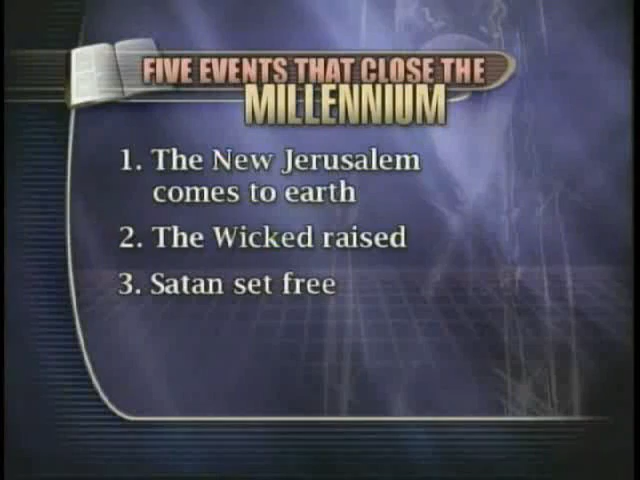 FIVE EVENTS THAT CLOSE THE
MILLENNIUM
1. The New Jerusalem
comes to earth
2. The Wicked raised
3. Satan set free